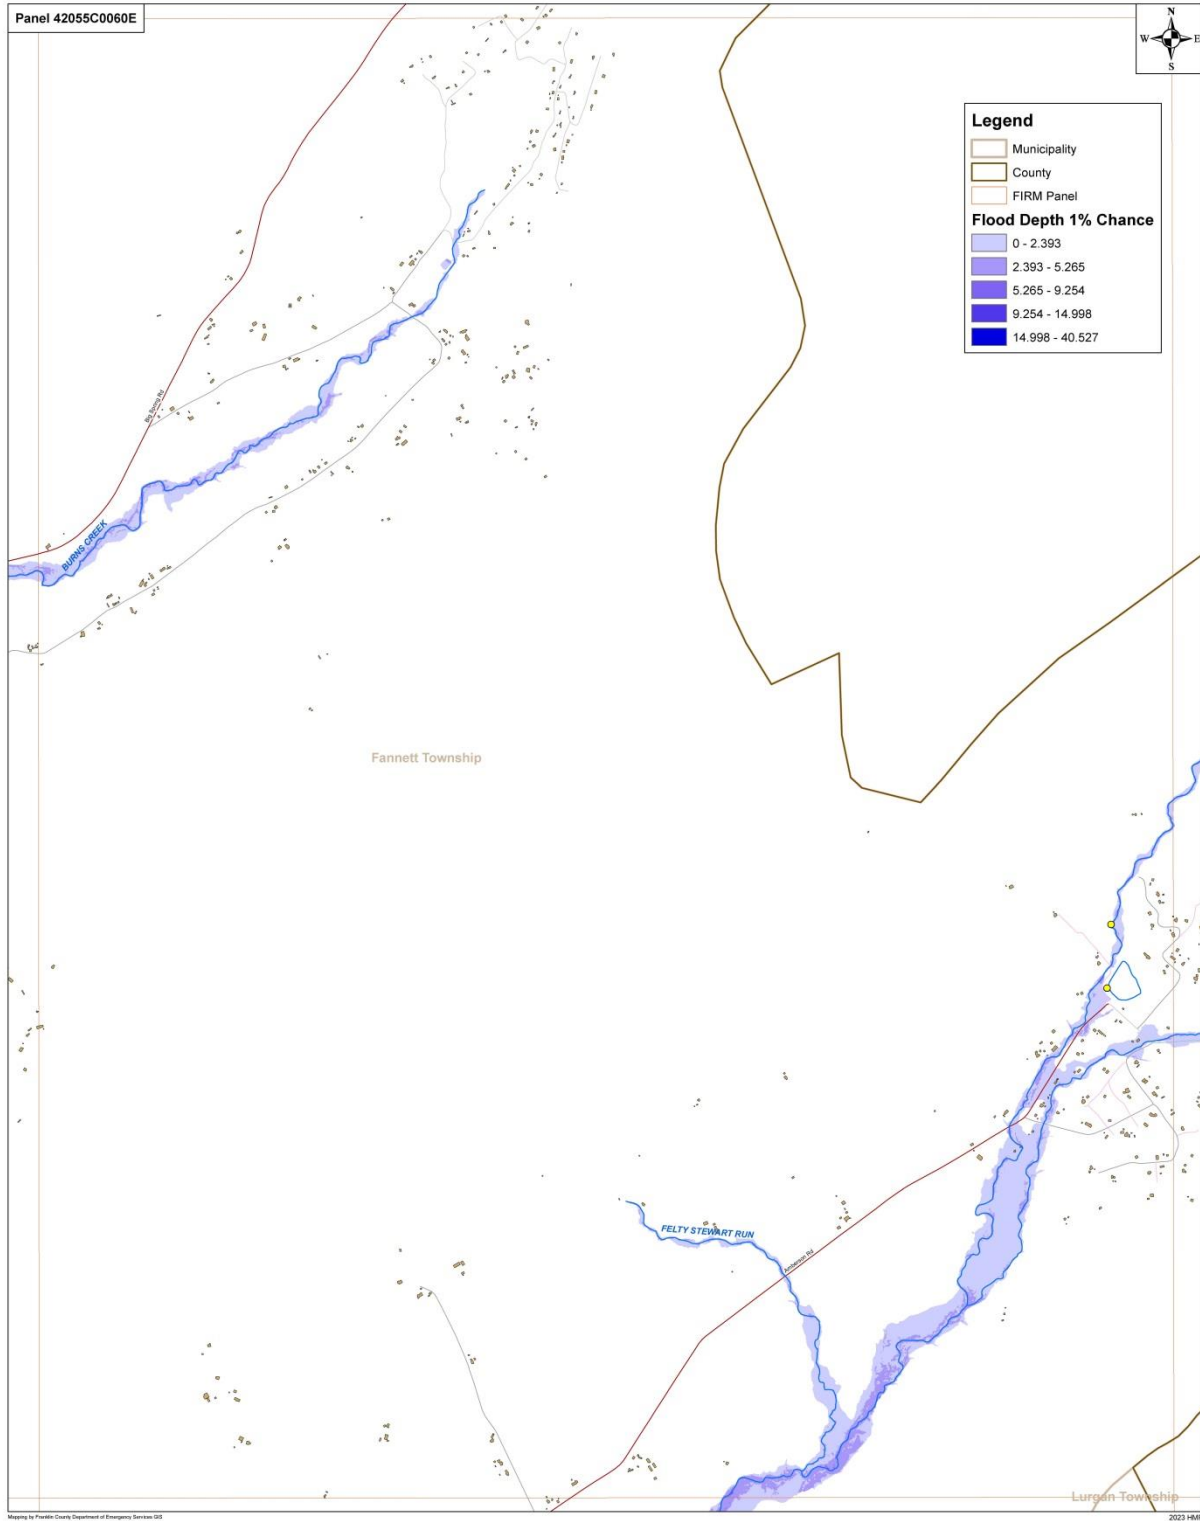 Panel 42055C0060E
N
W E
S
Legend
Municipality
County
FIRM Panel
Flood Depth 1% Chance
0 - 2.393
2.393 - 5.265
5.265 - 9.254
9.254 - 14.998
14.998 - 40.527
Big Spring Rd
BURNS CREEK
Fannett Township
FELTY STEWART RUN
Amberson Rd
Lurgan Township
Mapping by Franklin County Department of Emergency Services GIS
2023 HMP